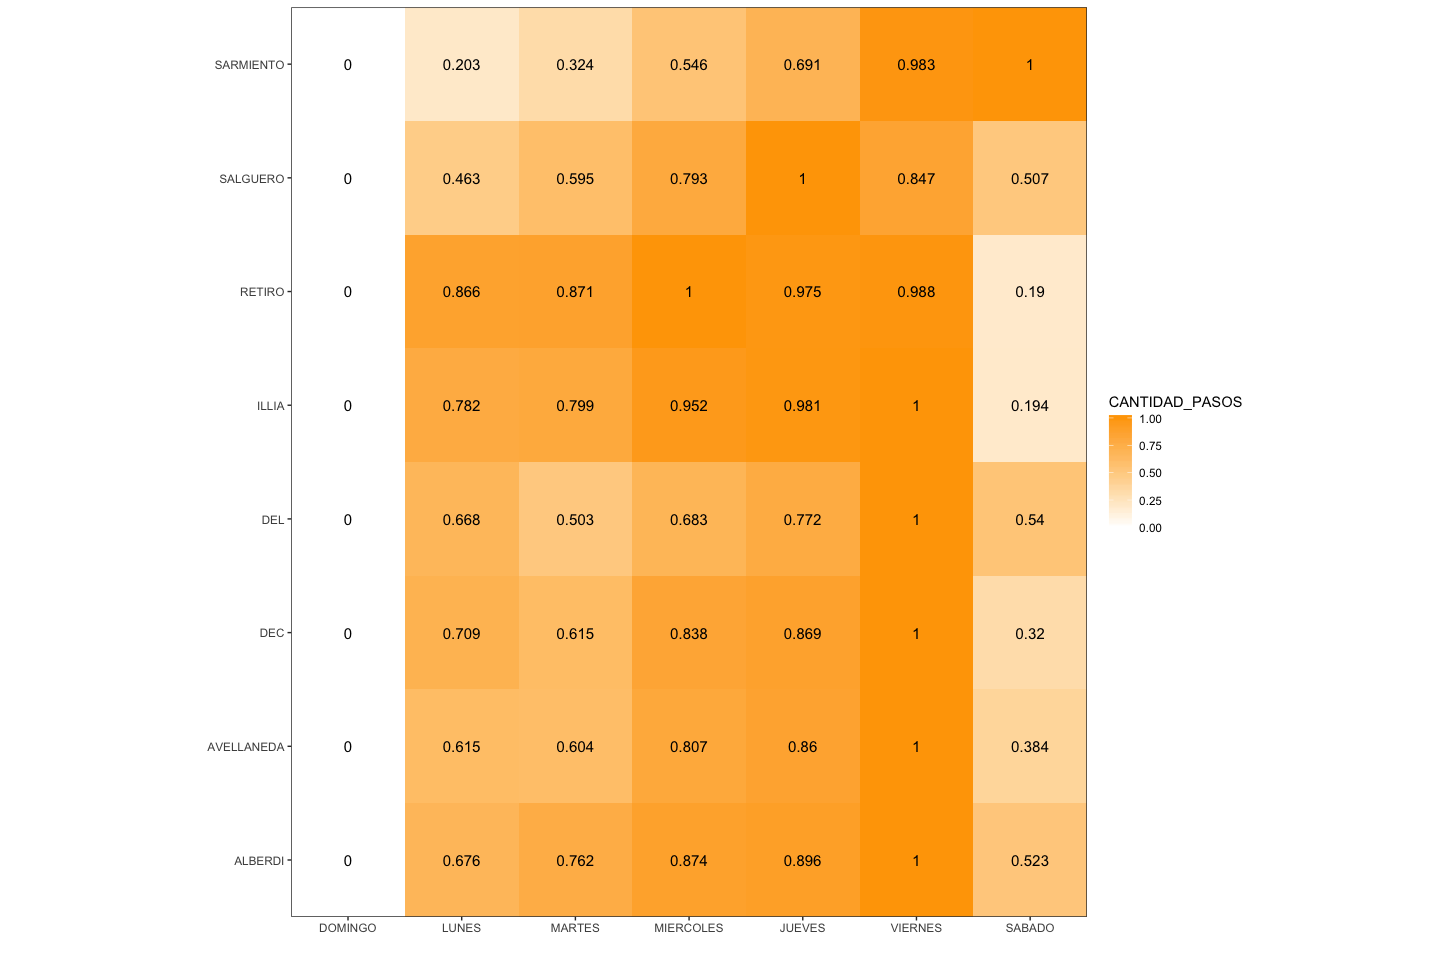 SARMIENTO 0 0.203 0.324 0.546 0.691 0.983 1
SALGUERO 0 0.463 0.595 0.793 1 0.847 0.507
RETIRO 0 0.866 0.871 1 0.975 0.988 0.19
ILLIA 0 0.782 0.799 0.952 0.981 1 0.194
DEL 0 0.668 0.503 0.683 0.772 1 0.54
DEC 0 0.709 0.615 0.838 0.869 1 0.32
AVELLANEDA 0 0.615 0.604 0.807 0.86 1 0.384
ALBERDI 0 0.676 0.762 0.874 0.896 1 0.523
DOMINGO LUNES MARTES MIERCOLES JUEVES VIERNES SABADO
CANTIDAD_PASOS
1.00
0.75
0.50
0.25
0.00